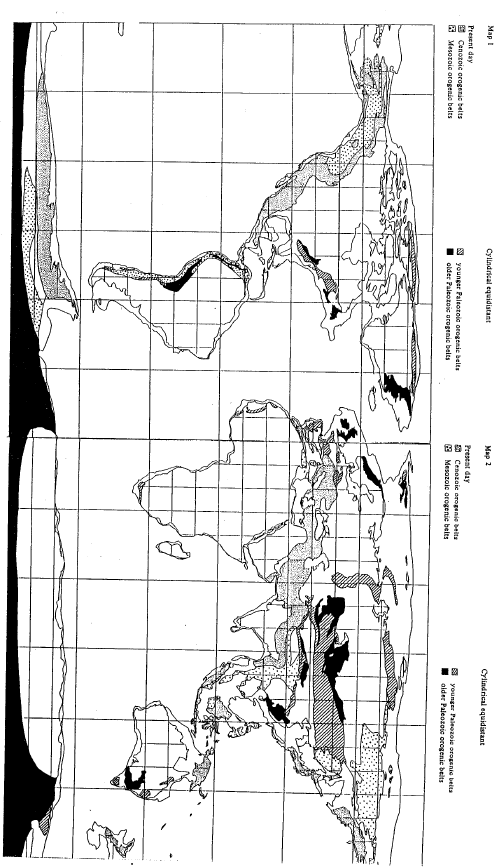 Map 1
Cylindrical equidistant
Present day
Cenozoic orogenic belts
Mesozoic orogenic belts
younger Paleozoic orogenic belts
older Paleozoic orogenic belts
Map 2
Cylindrical equidistant
Present day
Cenozoic orogenic belts
Mesozoic orogenic belts
younger Paleozoic orogenic belts
older Paleozoic orogenic belts